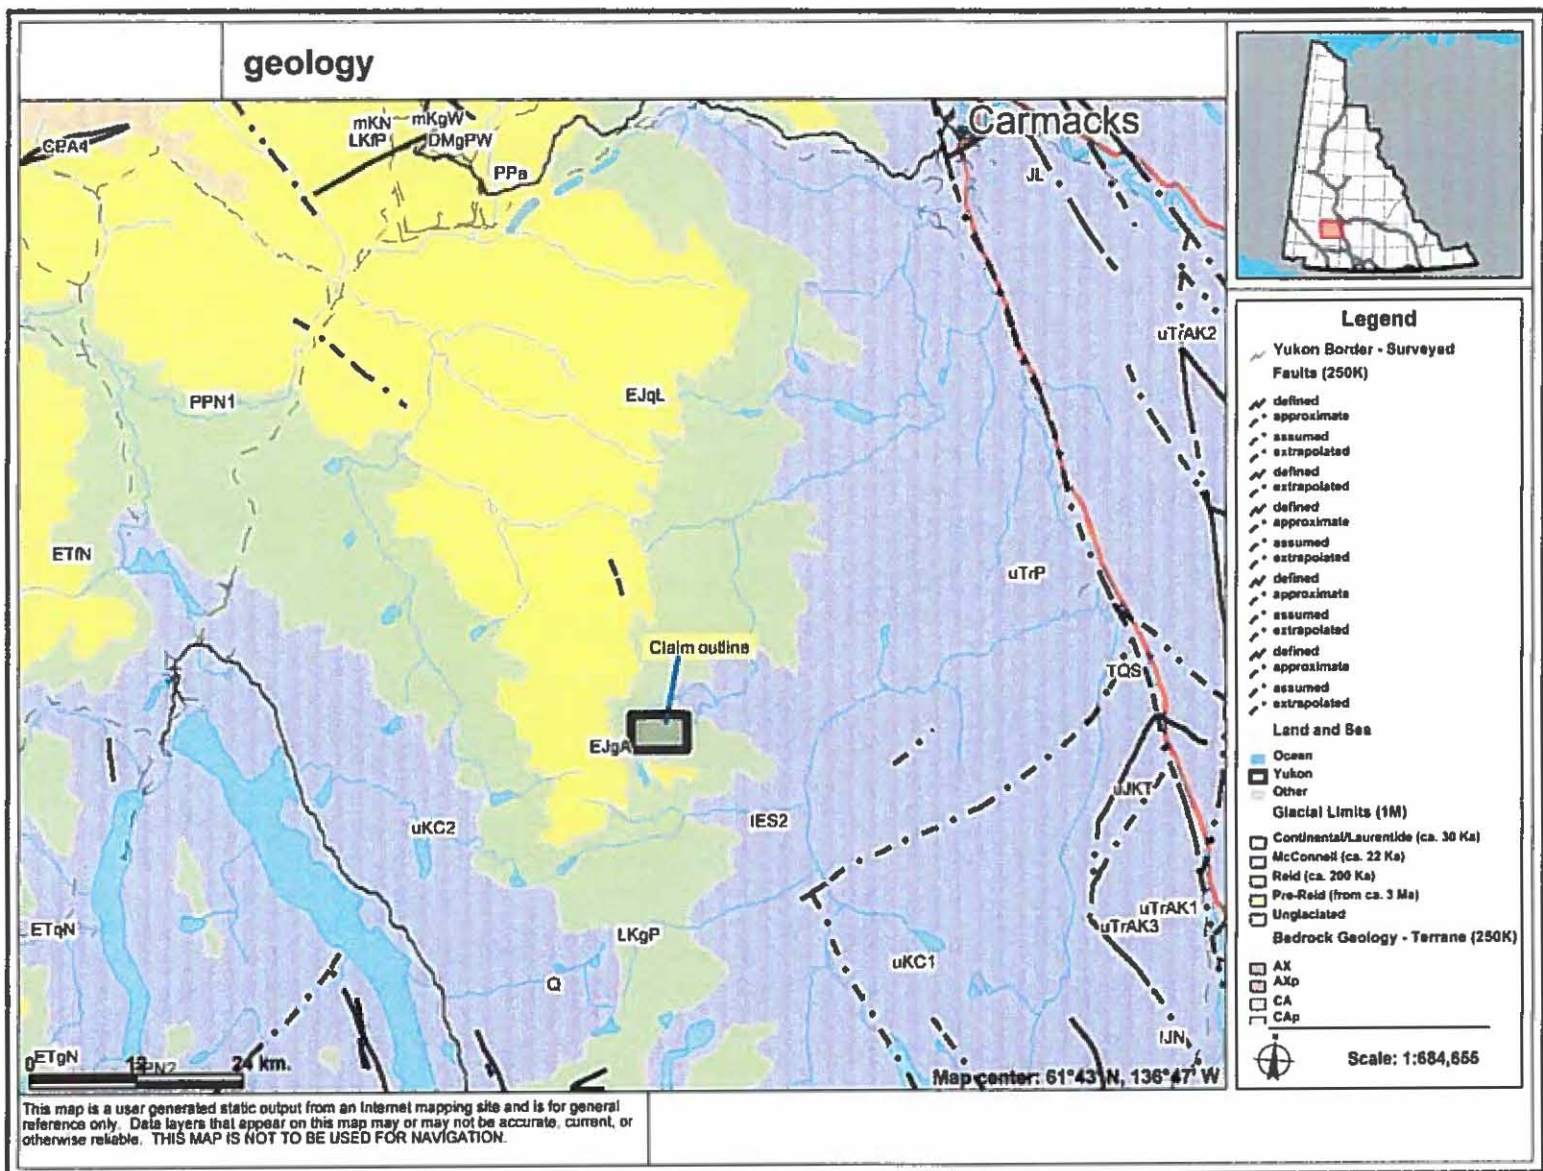 geology
Carmacks
mKN
mKgW
LKfP
DMgPW
CPA4
PPa
JL
uTrAK2
PPN1
EJqL
ETfN
uTrP
Claim outline
TQS
EJgA
uJKT
uKC2
IES2
uTrAK1
uTrAK3
ETqN
LKgP
uKC1
Q
IJN
ETgN
PPN2
0 12 24 km.
Map center: 61°43' N, 136°47' W
This map is a user generated static output from an Internet mapping site and is for general
reference only. Data layers that appear on this map may or may not be accurate, current, or
otherwise reliable. THIS MAP IS NOT TO BE USED FOR NAVIGATION.
Legend
Yukon Border - Surveyed
Faults (250K)
defined
approximate
assumed
extrapolated
defined
extrapolated
defined
approximate
assumed
extrapolated
defined
approximate
assumed
extrapolated
defined
approximate
assumed
extrapolated
Land and Sea
Ocean
Yukon
Other
Glacial Limits (1M)
Continental/Laurentide (ca. 30 Ka)
McConnell (ca. 22 Ka)
Reid (ca. 200 Ka)
Pre-Reid (from ca. 3 Ma)
Unglaciated
Bedrock Geology - Terrane (250K)
AX
AXp
CA
CAp
N
Scale: 1:684,655